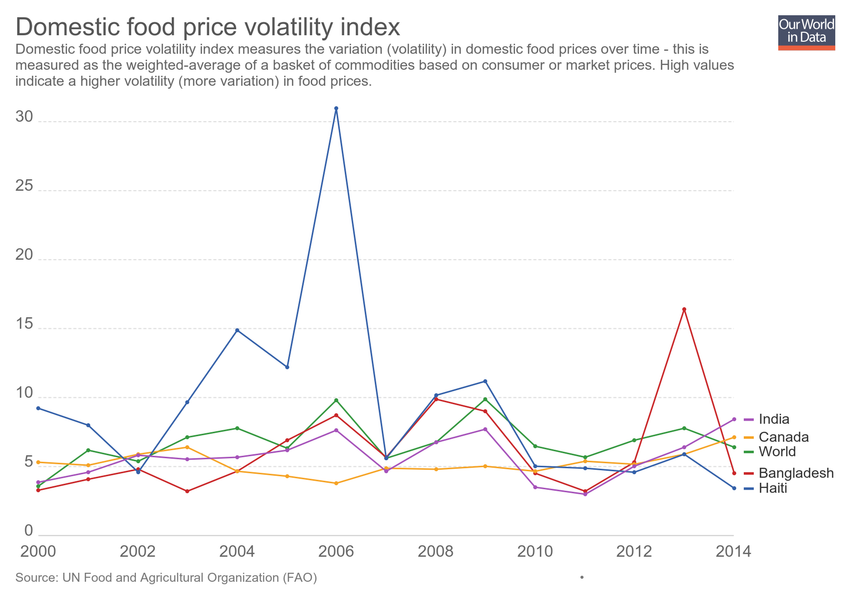 Domestic food price volatility index
Our World
in Data
Domestic food price volatility index measures the variation (volatility) in domestic food prices over time - this is
measured as the weighted-average of a basket of commodities based on consumer or market prices. High values
indicate a higher volatility (more variation) in food prices.
30
25
20
15
10
5
0
India
Canada
World
Bangladesh
Haiti
2000 2002 2004 2006 2008 2010 2012 2014
Source: UN Food and Agricultural Organization (FAO)